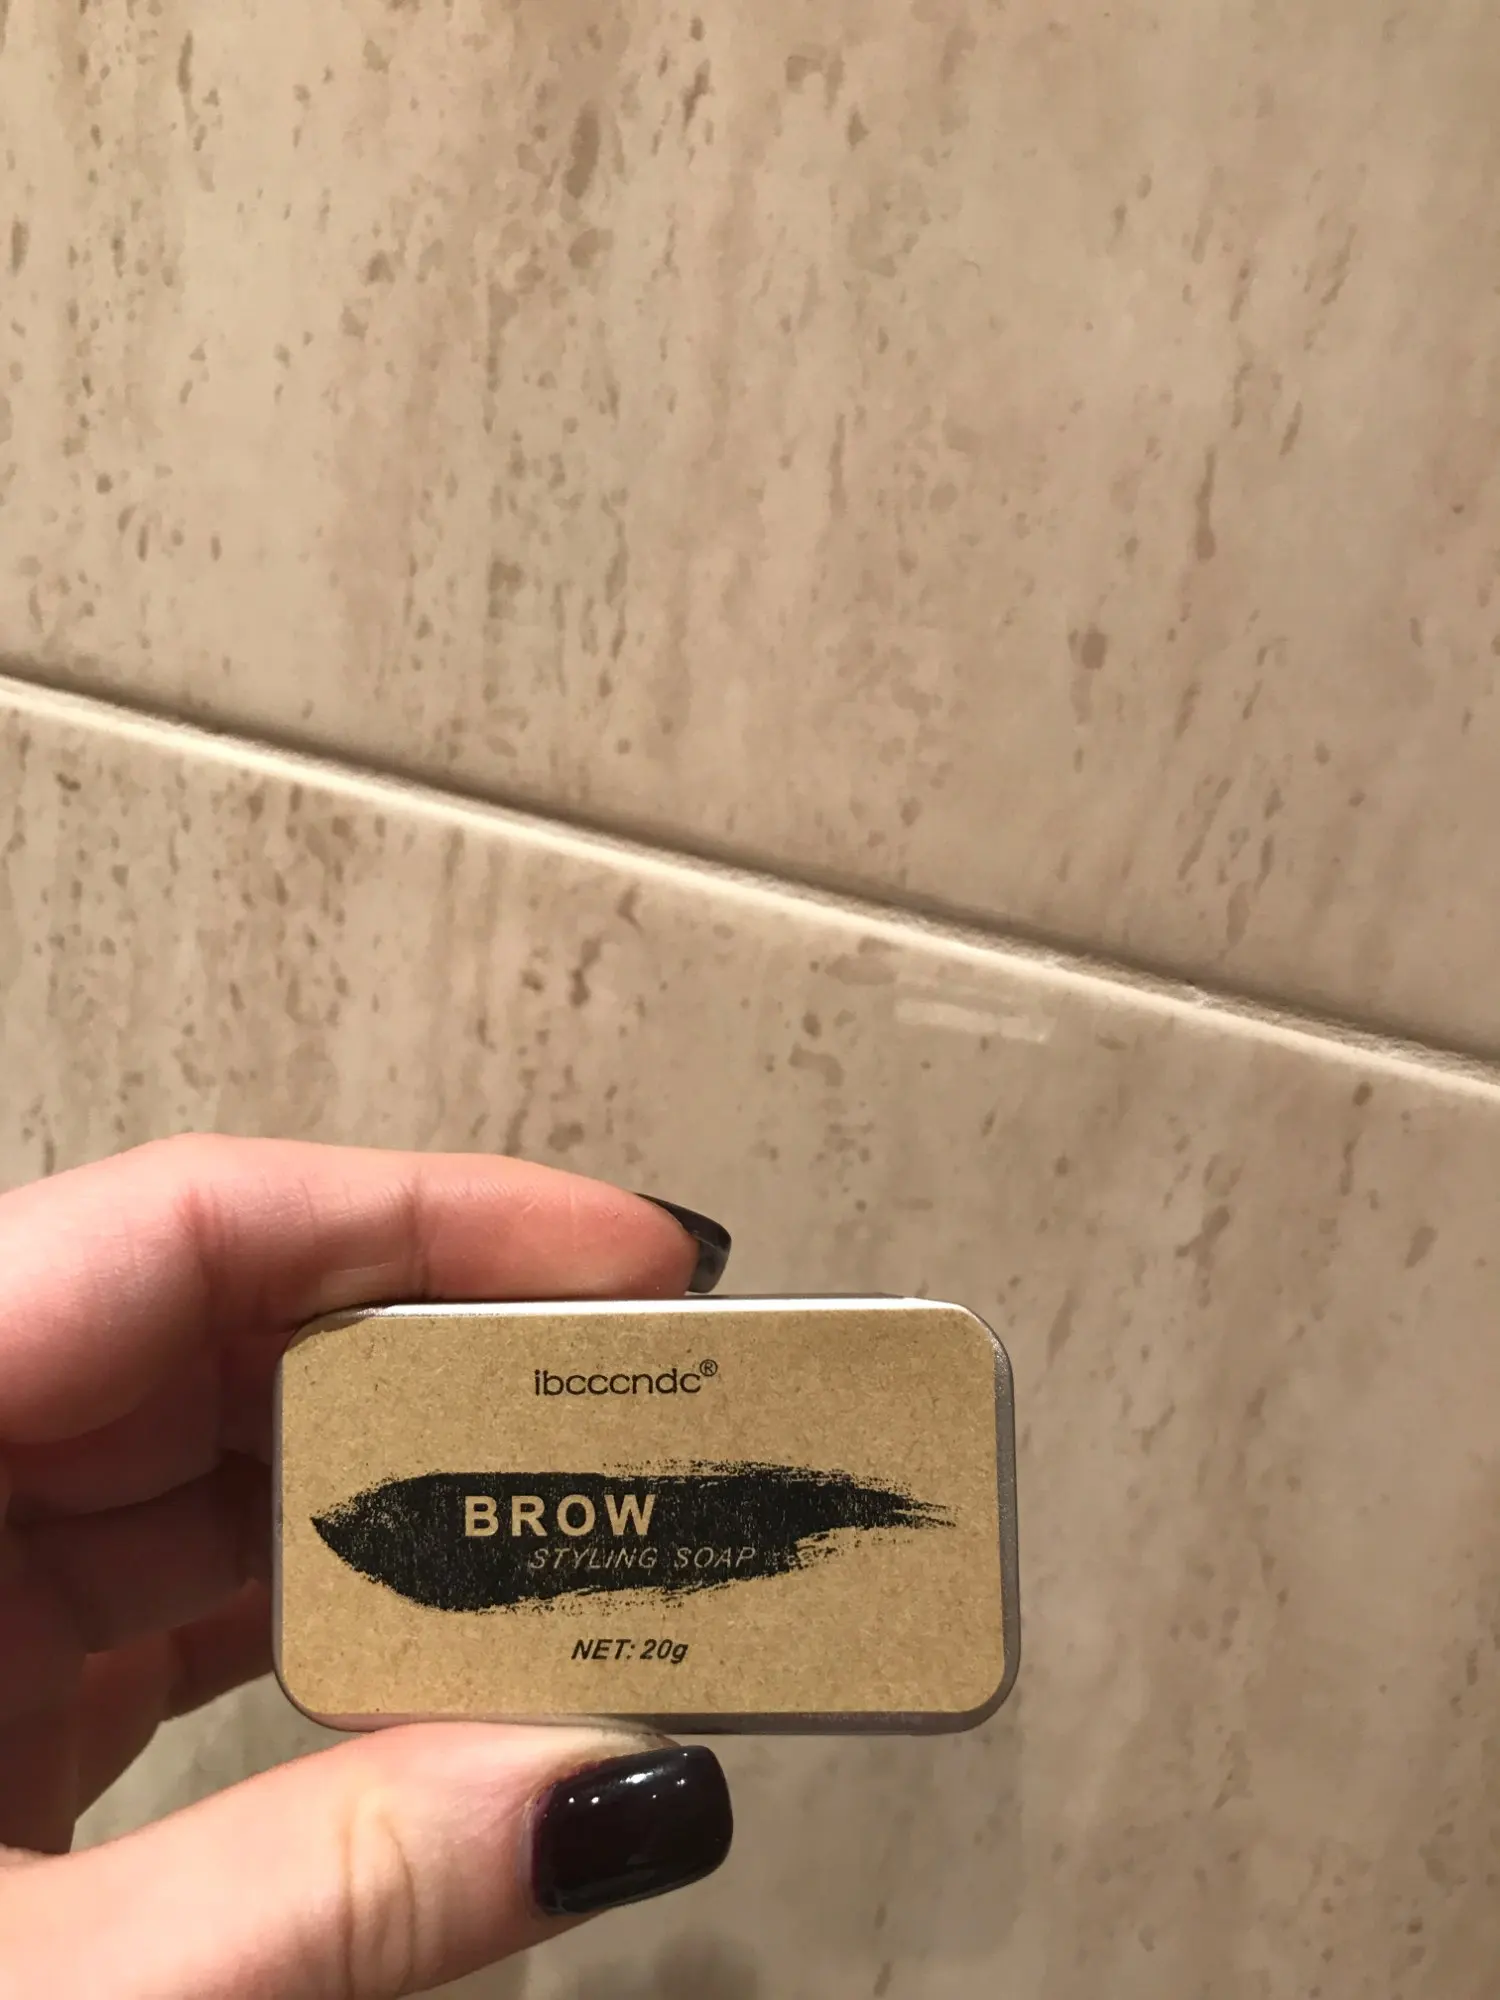 ibcccndc®
BROW
STYLING SOAP
NET: 20g